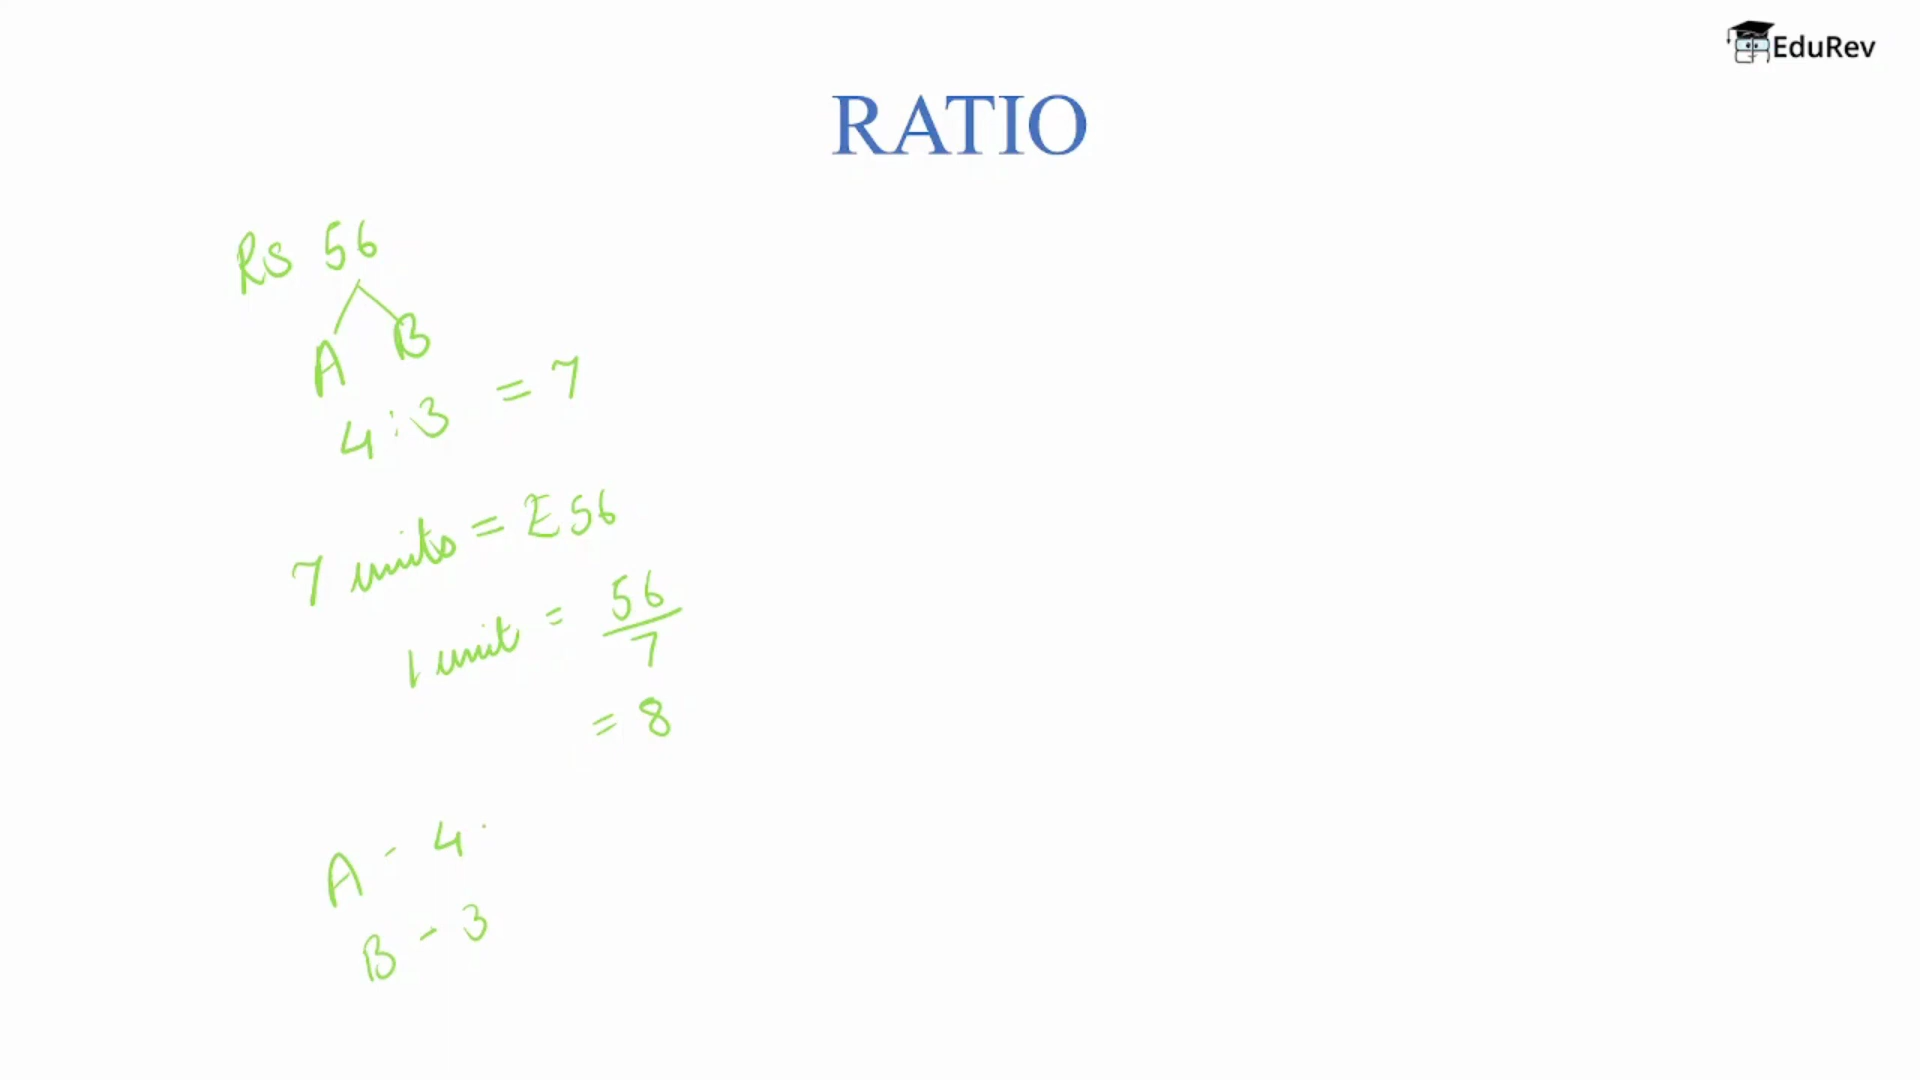 EduRev
RATIO
Rs 56
A B
4 : 3 = 7
7 units = ₹ 56
1 unit = 56/7
= 8
A - 4
B - 3